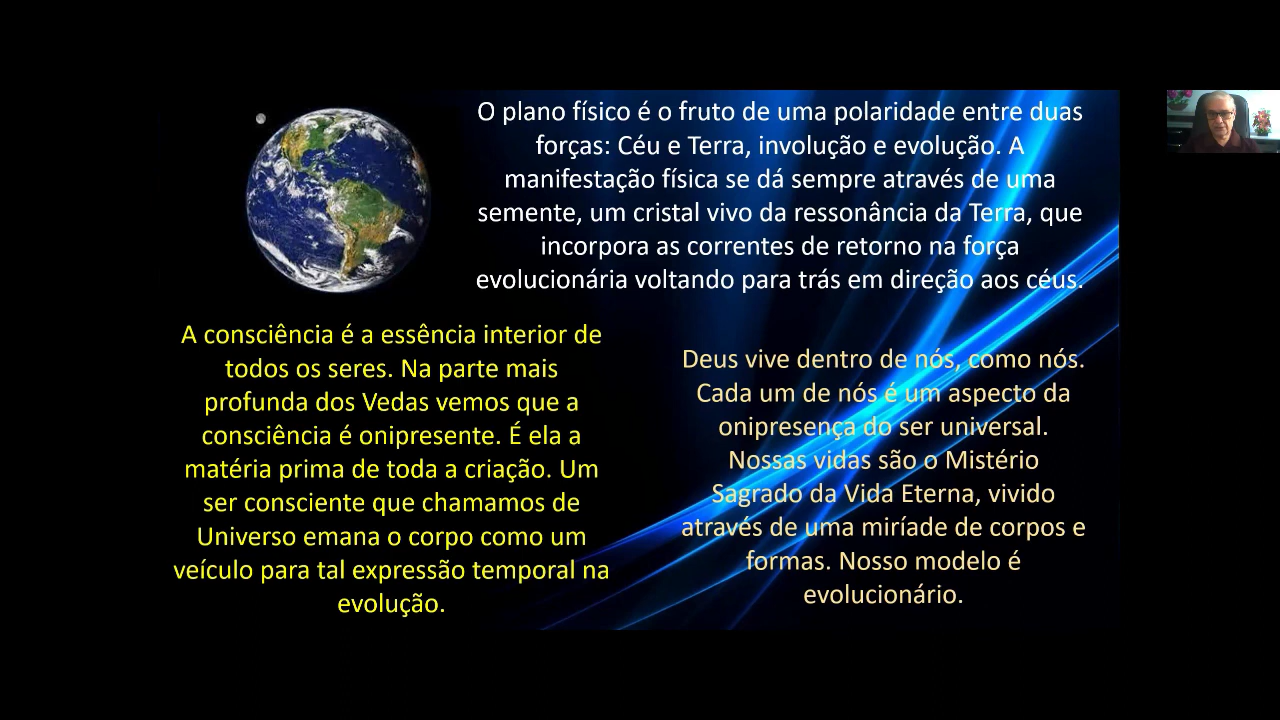 O plano físico é o fruto de uma polaridade entre duas
forças: Céu e Terra, involução e evolução. A
manifestação física se dá sempre através de uma
semente, um cristal vivo da ressonância da Terra, que
incorpora as correntes de retorno na força
evolucionária voltando para trás em direção aos céus.
A consciência é a essência interior de
todos os seres. Na parte mais
profunda dos Vedas vemos que a
consciência é onipresente. É ela a
matéria prima de toda a criação. Um
ser consciente que chamamos de
Universo emana o corpo como um
veículo para tal expressão temporal na
evolução.
Deus vive dentro de nós, como nós.
Cada um de nós é um aspecto da
onipresença do ser universal.
Nossas vidas são o Mistério
Sagrado da Vida Eterna, vivido
através de uma miríade de corpos e
formas. Nosso modelo é
evolucionário.